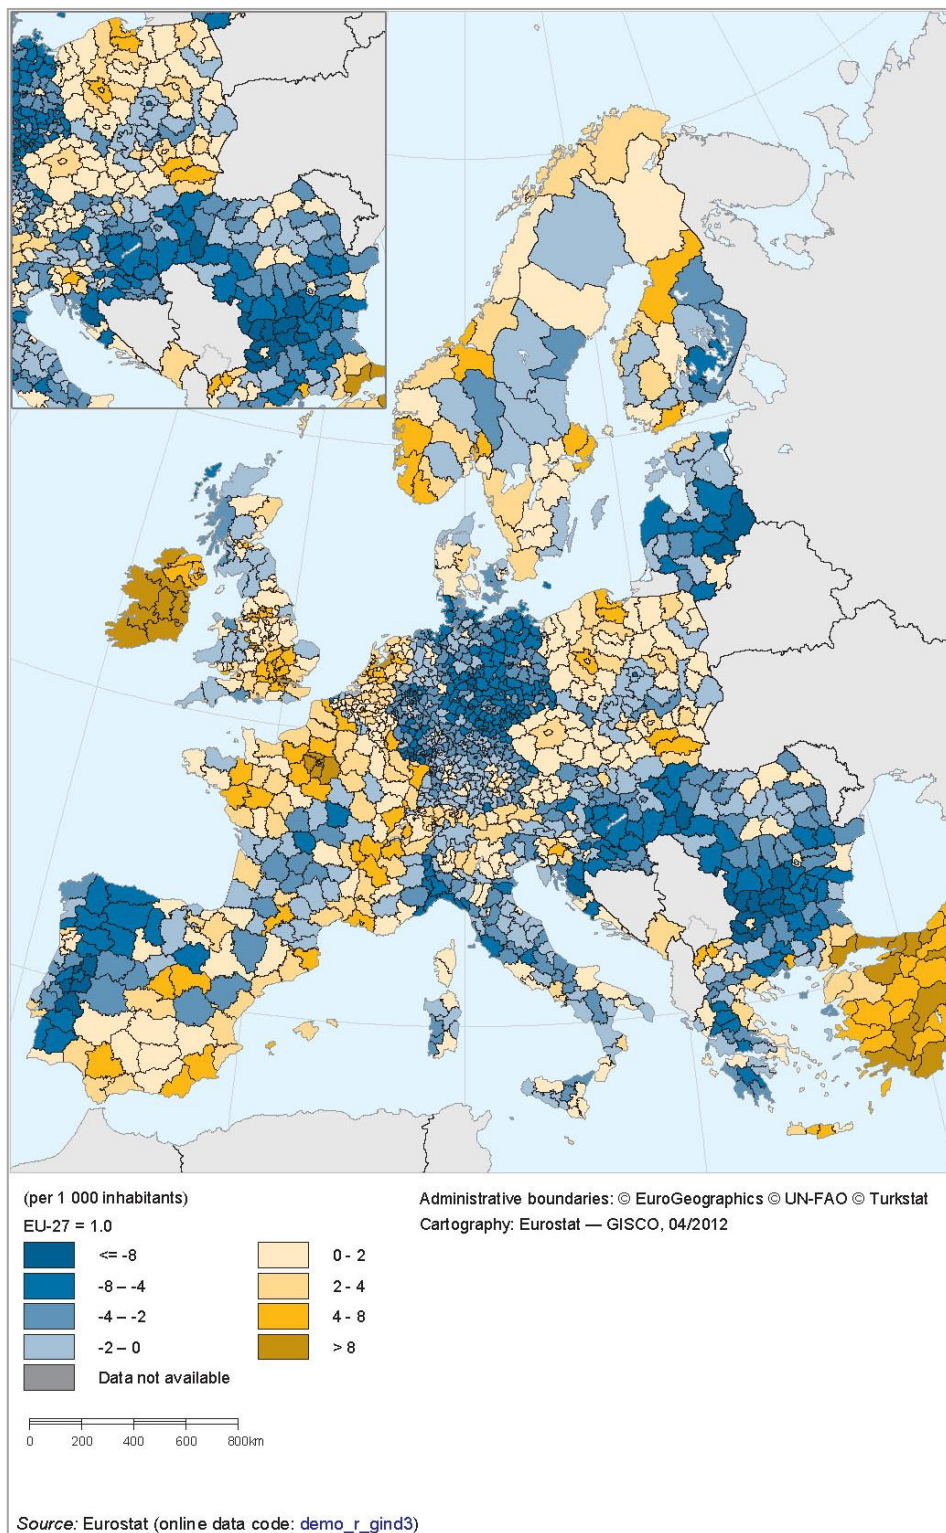 (per 1 000 inhabitants)
EU-27 = 1.0
<= -8
-8 – -4
-4 – -2
-2 – 0
Data not available
0 - 2
2 - 4
4 - 8
> 8
Administrative boundaries: © EuroGeographics © UN-FAO © Turkstat
Cartography: Eurostat — GISCO, 04/2012
0 200 400 600 800km
Source: Eurostat (online data code: demo_r_gind3)